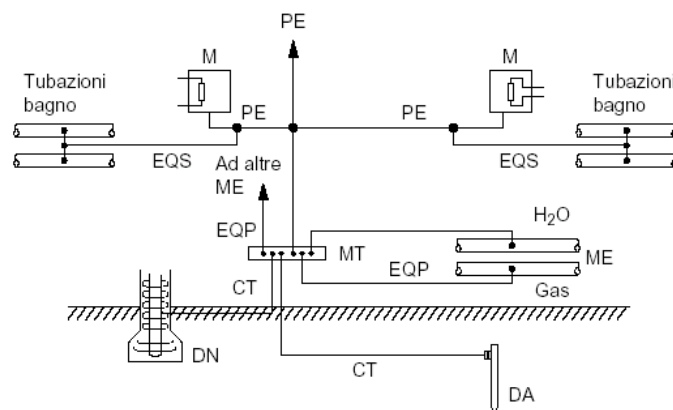 PE
M
M
Tubazioni
bagno
PE
PE
Tubazioni
bagno
EQS
EQS
Ad altre
ME
EQP
H₂O
MT
ME
EQP
CT
Gas
DN
CT
DA